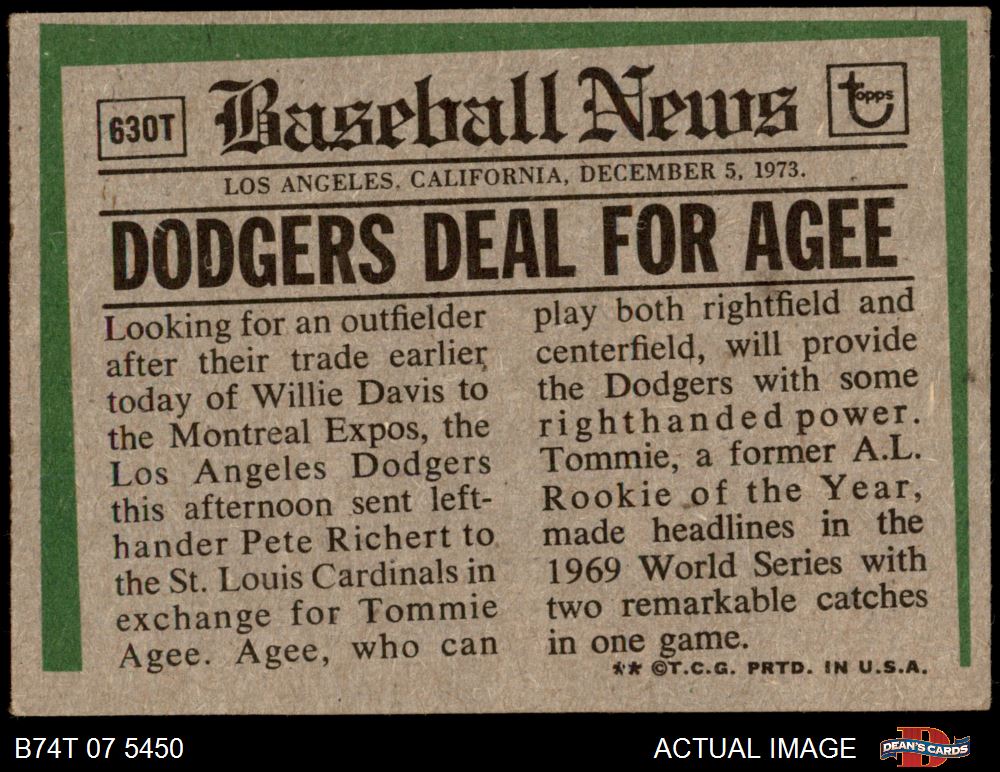 630T
Baseball News
topps
LOS ANGELES. CALIFORNIA, DECEMBER 5, 1973.
DODGERS DEAL FOR AGEE
Looking for an outfielder
after their trade earlier
today of Willie Davis to
the Montreal Expos, the
Los Angeles Dodgers
this afternoon sent left-
hander Pete Richert to
the St. Louis Cardinals in
exchange for Tommie
Agee. Agee, who can
play both rightfield and
centerfield, will provide
the Dodgers with some
righthanded power.
Tommie, a former A.L.
Rookie of the Year,
made headlines in the
1969 World Series with
two remarkable catches
in one game.
** ©T.C.G. PRTD. IN U.S.A.
B74T 07 5450
ACTUAL IMAGE
D
DEAN'S CARDS